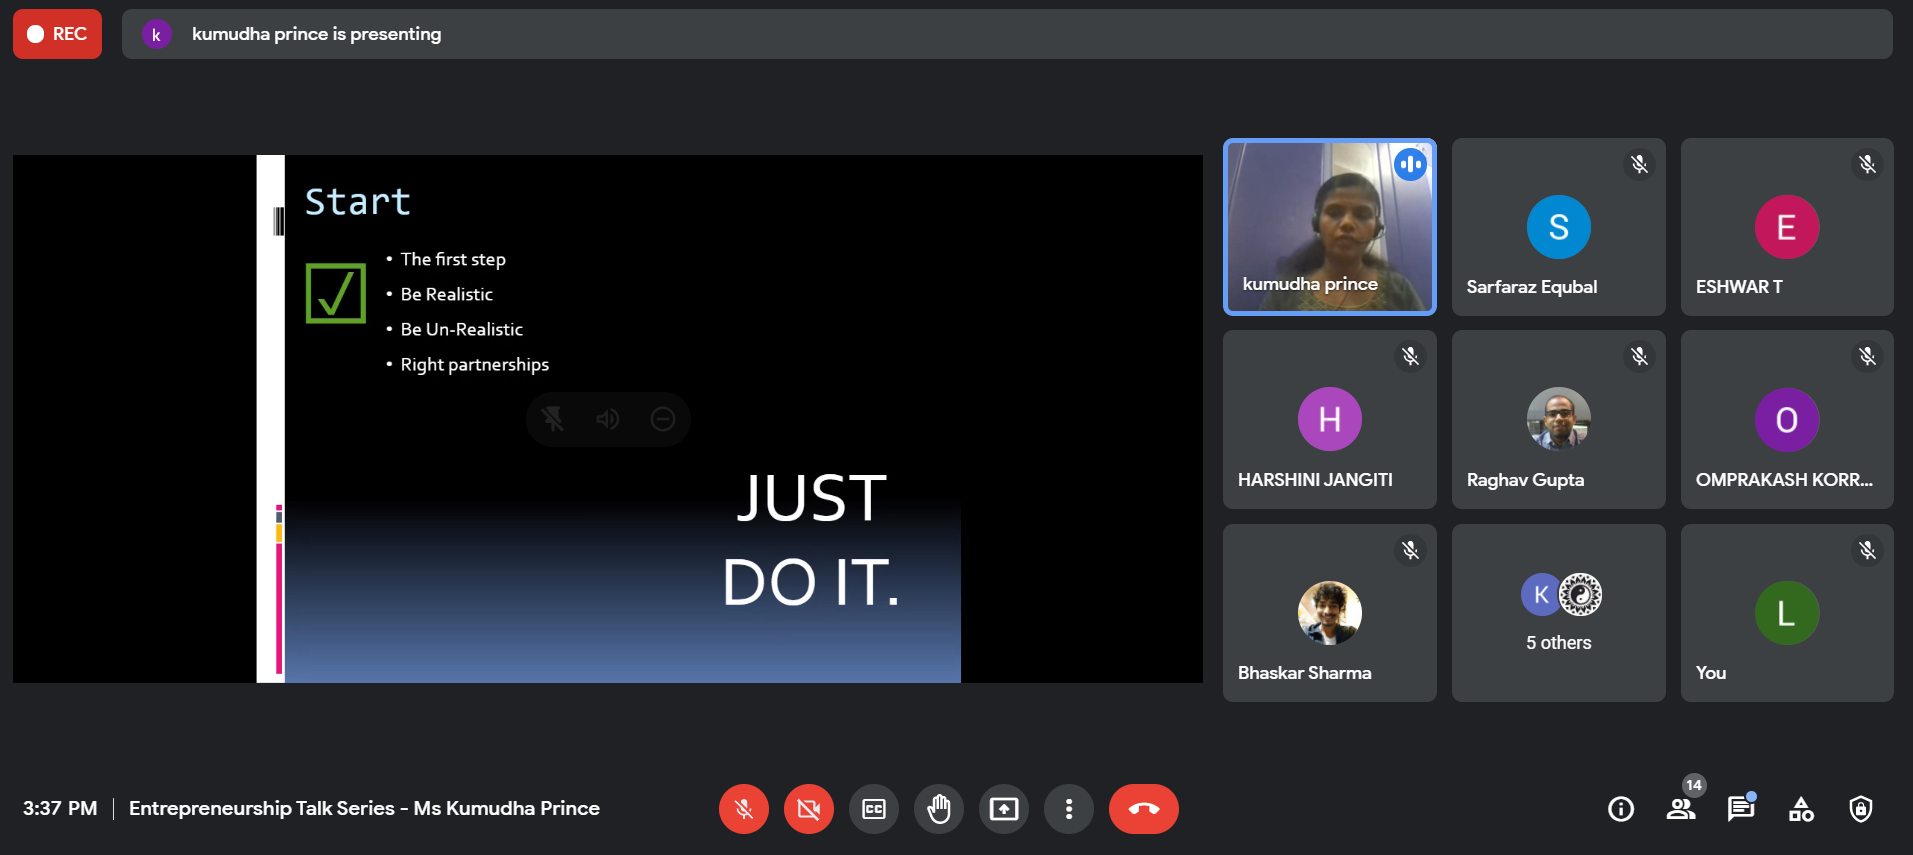 REC
k
kumudha prince is presenting
Start
• The first step
• Be Realistic
• Be Un-Realistic
• Right partnerships
JUST
DO IT.
kumudha prince
S
Sarfaraz Equbal
E
ESHWAR T
H
HARSHINI JANGITI
Raghav Gupta
O
OMPRAKASH KORR...
Bhaskar Sharma
K
5 others
L
You
3:37 PM
Entrepreneurship Talk Series - Ms Kumudha Prince
CC
14